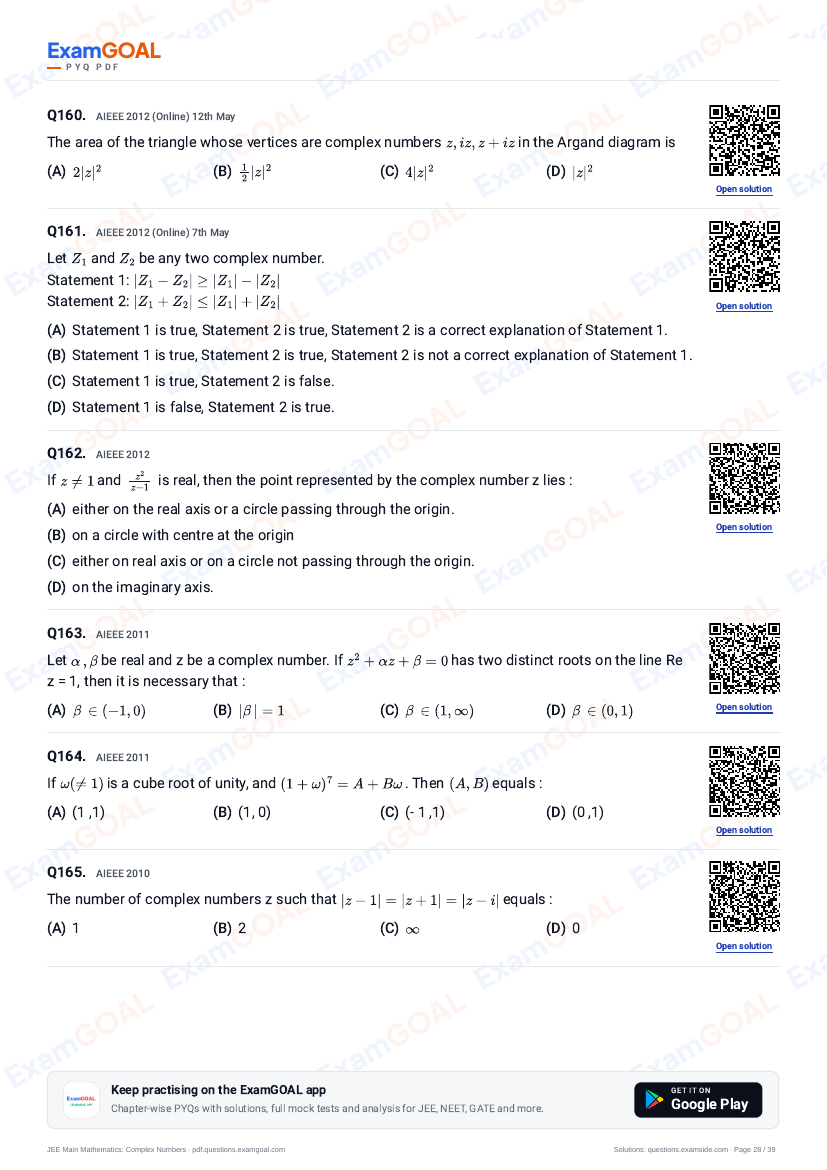 ExamGOAL
PYQ PDF
Q160. AIEEE 2012 (Online) 12th May
The area of the triangle whose vertices are complex numbers z, iz, z + iz in the Argand diagram is
(A) 2|z|² (B) ½|z|² (C) 4|z|² (D) |z|²
Open solution
Q161. AIEEE 2012 (Online) 7th May
Let Z₁ and Z₂ be any two complex number.
Statement 1: |Z₁ − Z₂| ≥ |Z₁| − |Z₂|
Statement 2: |Z₁ + Z₂| ≤ |Z₁| + |Z₂|
Open solution
(A) Statement 1 is true, Statement 2 is true, Statement 2 is a correct explanation of Statement 1.
(B) Statement 1 is true, Statement 2 is true, Statement 2 is not a correct explanation of Statement 1.
(C) Statement 1 is true, Statement 2 is false.
(D) Statement 1 is false, Statement 2 is true.
Q162. AIEEE 2012
If z ≠ 1 and z²/(z−1) is real, then the point represented by the complex number z lies :
(A) either on the real axis or a circle passing through the origin.
(B) on a circle with centre at the origin
Open solution
(C) either on real axis or on a circle not passing through the origin.
(D) on the imaginary axis.
Q163. AIEEE 2011
Let α , β be real and z be a complex number. If z² + αz + β = 0 has two distinct roots on the line Re
z = 1, then it is necessary that :
(A) β ∈ (−1, 0) (B) |β| = 1 (C) β ∈ (1, ∞) (D) β ∈ (0, 1)
Open solution
Q164. AIEEE 2011
If ω(≠ 1) is a cube root of unity, and (1 + ω)⁷ = A + Bω . Then (A, B) equals :
(A) (1 ,1) (B) (1, 0) (C) (- 1 ,1) (D) (0 ,1)
Open solution
Q165. AIEEE 2010
The number of complex numbers z such that |z − 1| = |z + 1| = |z − i| equals :
(A) 1 (B) 2 (C) ∞ (D) 0
Open solution
Keep practising on the ExamGOAL app
Chapter-wise PYQs with solutions, full mock tests and analysis for JEE, NEET, GATE and more.
GET IT ON
Google Play
JEE Main Mathematics: Complex Numbers · pdf.questions.examgoal.com
Solutions: questions.examside.com · Page 28 / 39